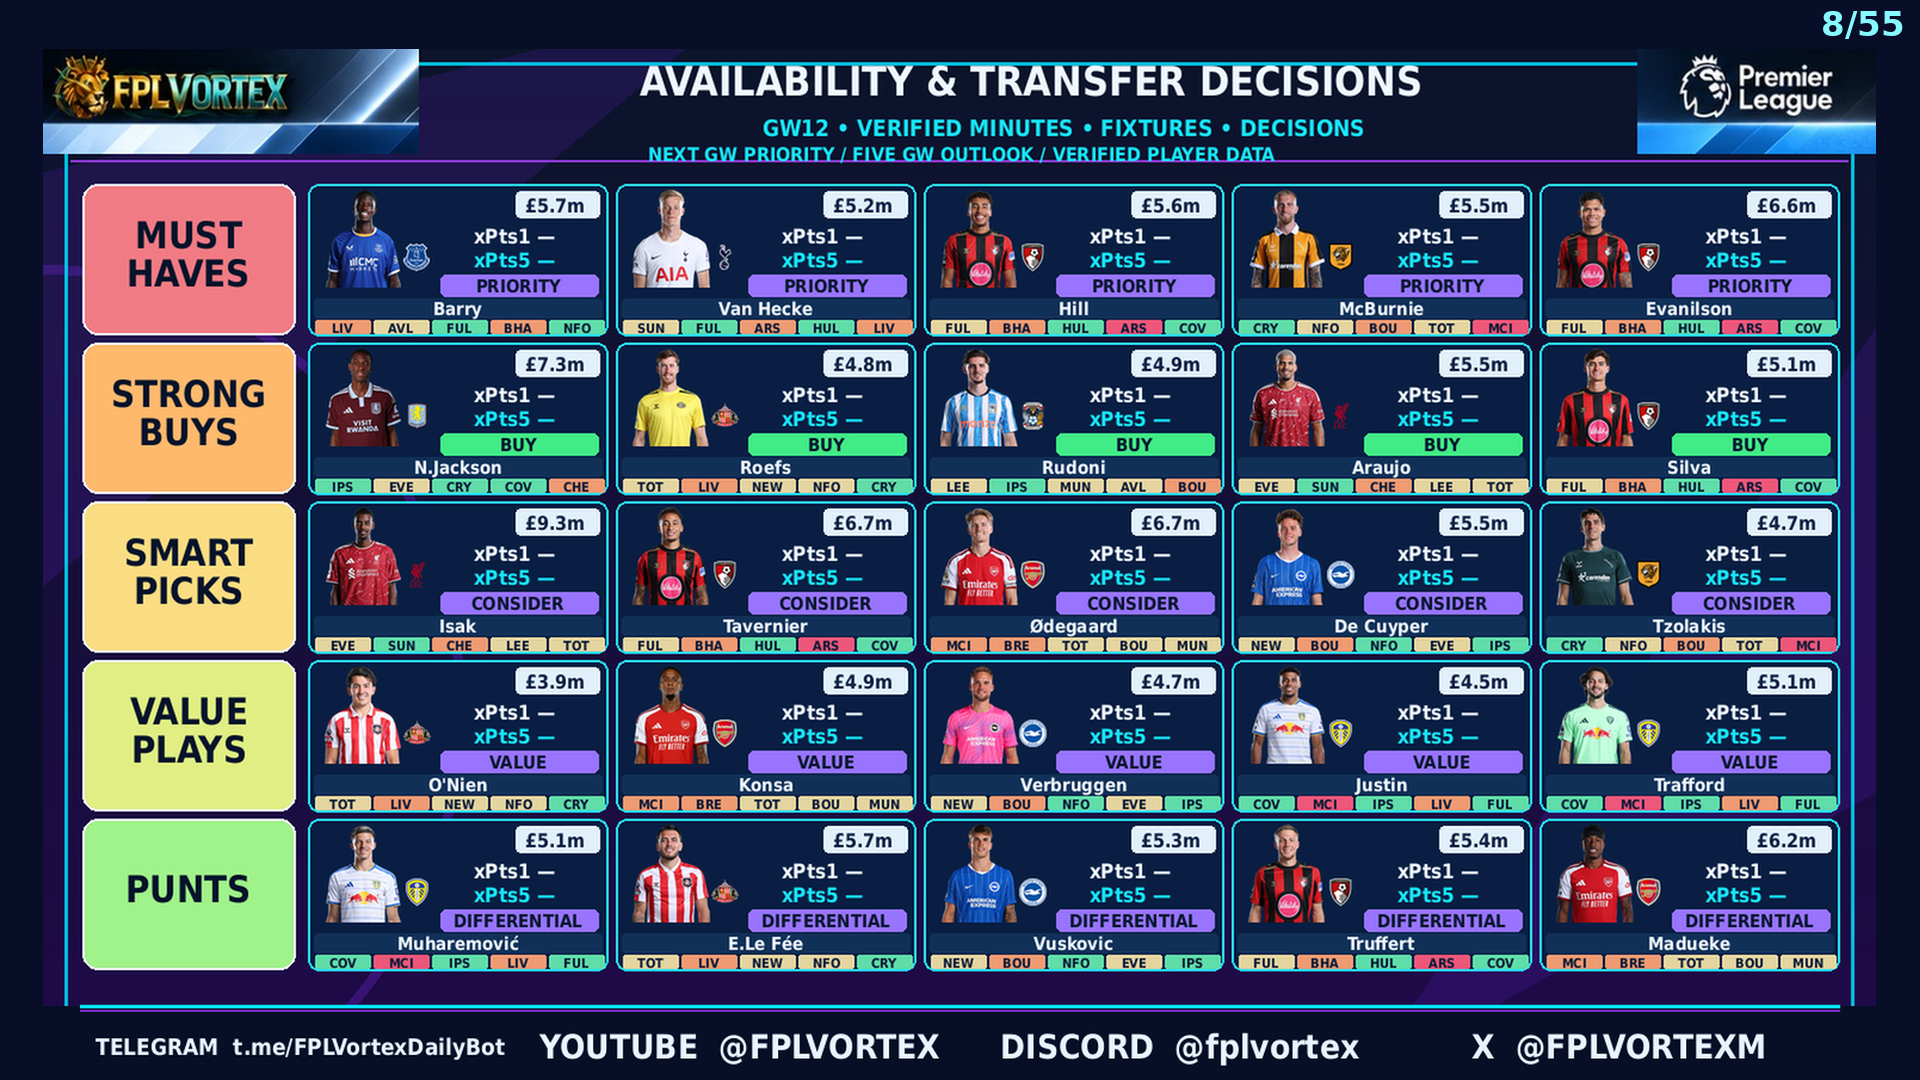 8/55
FPLVORTEX
Premier League
AVAILABILITY & TRANSFER DECISIONS
GW12 • VERIFIED MINUTES • FIXTURES • DECISIONS
NEXT GW PRIORITY / FIVE GW OUTLOOK / VERIFIED PLAYER DATA
MUST HAVES
£5.7m xPts1 — xPts5 — PRIORITY Barry LIV AVL FUL BHA NFO
£5.2m xPts1 — xPts5 — PRIORITY Van Hecke SUN FUL ARS HUL LIV
£5.6m xPts1 — xPts5 — PRIORITY Hill FUL BHA HUL ARS COV
£5.5m xPts1 — xPts5 — PRIORITY McBurnie CRY NFO BOU TOT MCI
£6.6m xPts1 — xPts5 — PRIORITY Evanilson FUL BHA HUL ARS COV
STRONG BUYS
£7.3m xPts1 — xPts5 — BUY N.Jackson IPS EVE CRY COV CHE
£4.8m xPts1 — xPts5 — BUY Roefs TOT LIV NEW NFO CRY
£4.9m xPts1 — xPts5 — BUY Rudoni LEE IPS MUN AVL BOU
£5.5m xPts1 — xPts5 — BUY Araujo EVE SUN CHE LEE TOT
£5.1m xPts1 — xPts5 — BUY Silva FUL BHA HUL ARS COV
SMART PICKS
£9.3m xPts1 — xPts5 — CONSIDER Isak EVE SUN CHE LEE TOT
£6.7m xPts1 — xPts5 — CONSIDER Tavernier FUL BHA HUL ARS COV
£6.7m xPts1 — xPts5 — CONSIDER Ødegaard MCI BRE TOT BOU MUN
£5.5m xPts1 — xPts5 — CONSIDER De Cuyper NEW BOU NFO EVE IPS
£4.7m xPts1 — xPts5 — CONSIDER Tzolakis CRY NFO BOU TOT MCI
VALUE PLAYS
£3.9m xPts1 — xPts5 — VALUE O'Nien TOT LIV NEW NFO CRY
£4.9m xPts1 — xPts5 — VALUE Konsa MCI BRE TOT BOU MUN
£4.7m xPts1 — xPts5 — VALUE Verbruggen NEW BOU NFO EVE IPS
£4.5m xPts1 — xPts5 — VALUE Justin COV MCI IPS LIV FUL
£5.1m xPts1 — xPts5 — VALUE Trafford COV MCI IPS LIV FUL
PUNTS
£5.1m xPts1 — xPts5 — DIFFERENTIAL Muharemović COV MCI IPS LIV FUL
£5.7m xPts1 — xPts5 — DIFFERENTIAL E.Le Fée TOT LIV NEW NFO CRY
£5.3m xPts1 — xPts5 — DIFFERENTIAL Vuskovic NEW BOU NFO EVE IPS
£5.4m xPts1 — xPts5 — DIFFERENTIAL Truffert FUL BHA HUL ARS COV
£6.2m xPts1 — xPts5 — DIFFERENTIAL Madueke MCI BRE TOT BOU MUN
TELEGRAM t.me/FPLVortexDailyBot YOUTUBE @FPLVORTEX DISCORD @fplvortex X @FPLVORTEXM